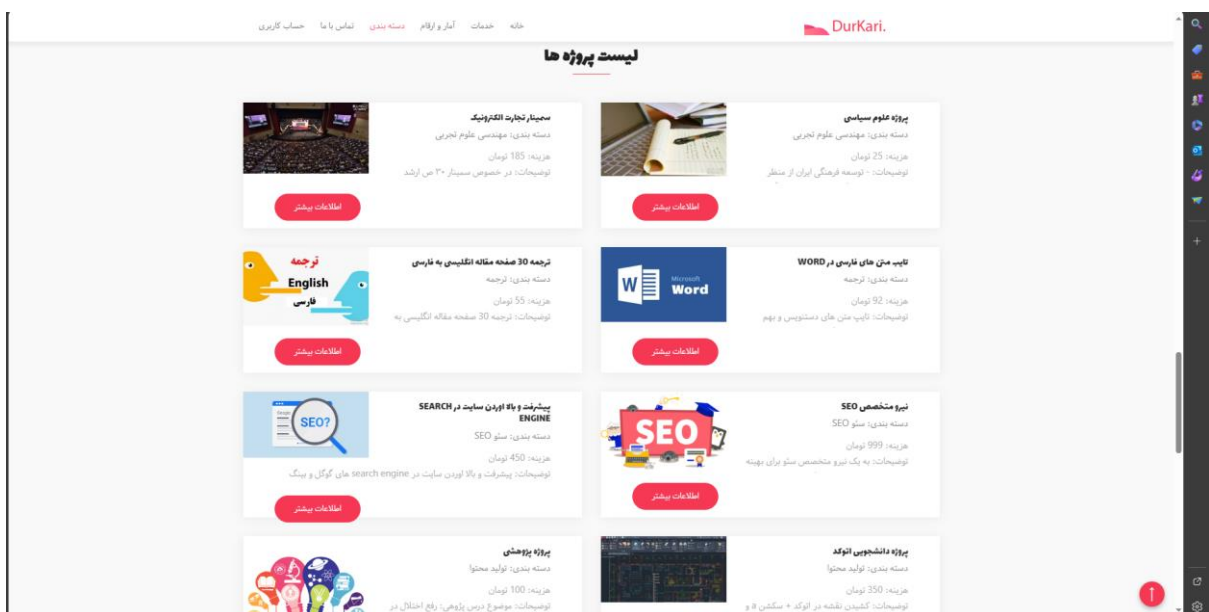 DurKari.
خانه
خدمات
آمار و ارقام
دسته بندی
تماس با ما
حساب کاربری
لیست پروژه ها
پروژه علوم سیاسی
دسته بندی: مهندسی علوم تجربی
هزینه: 25 تومان
توضیحات: - توسعه فرهنگی ایران از منظر
اطلاعات بیشتر
سمینار تجارت الکترونیک
دسته بندی: مهندسی علوم تجربی
هزینه: 185 تومان
توضیحات: در خصوص سمینار ۳۰ ص ارشد
اطلاعات بیشتر
Microsoft
Word
W
تایپ متن های فارسی در WORD
دسته بندی: ترجمه
هزینه: 92 تومان
توضیحات: تایپ متن های دستنویس و بهم
اطلاعات بیشتر
ترجمه
English
فارسی
ترجمه 30 صفحه مقاله انگلیسی به فارسی
دسته بندی: ترجمه
هزینه: 55 تومان
توضیحات: ترجمه 30 صفحه مقاله انگلیسی به
اطلاعات بیشتر
SEO
نیرو متخصص SEO
دسته بندی: سئو SEO
هزینه: 999 تومان
توضیحات: به یک نیرو متخصص سئو برای بهینه
اطلاعات بیشتر
SEO?
پیشرفت و بالا اوردن سایت در SEARCH
ENGINE
دسته بندی: سئو SEO
هزینه: 450 تومان
توضیحات: پیشرفت و بالا اوردن سایت در search engine های گوگل و بینگ
اطلاعات بیشتر
پروژه دانشجویی اتوکد
دسته بندی: تولید محتوا
هزینه: 350 تومان
توضیحات: کشیدن نقشه در اتوکد + سکشن a و
پروژه پژوهشی
دسته بندی: تولید محتوا
هزینه: 100 تومان
توضیحات: موضوع درس پژوهی: رفع اختلال در